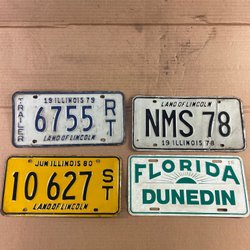 19 ILLINOIS 79
TRAILER 6755 RT
LAND OF LINCOLN
LAND OF LINCOLN
NMS 78
19 ILLINOIS 78
JUN ILLINOIS 80
10 627 ST
LAND OF LINCOLN
FLORIDA
DUNEDIN